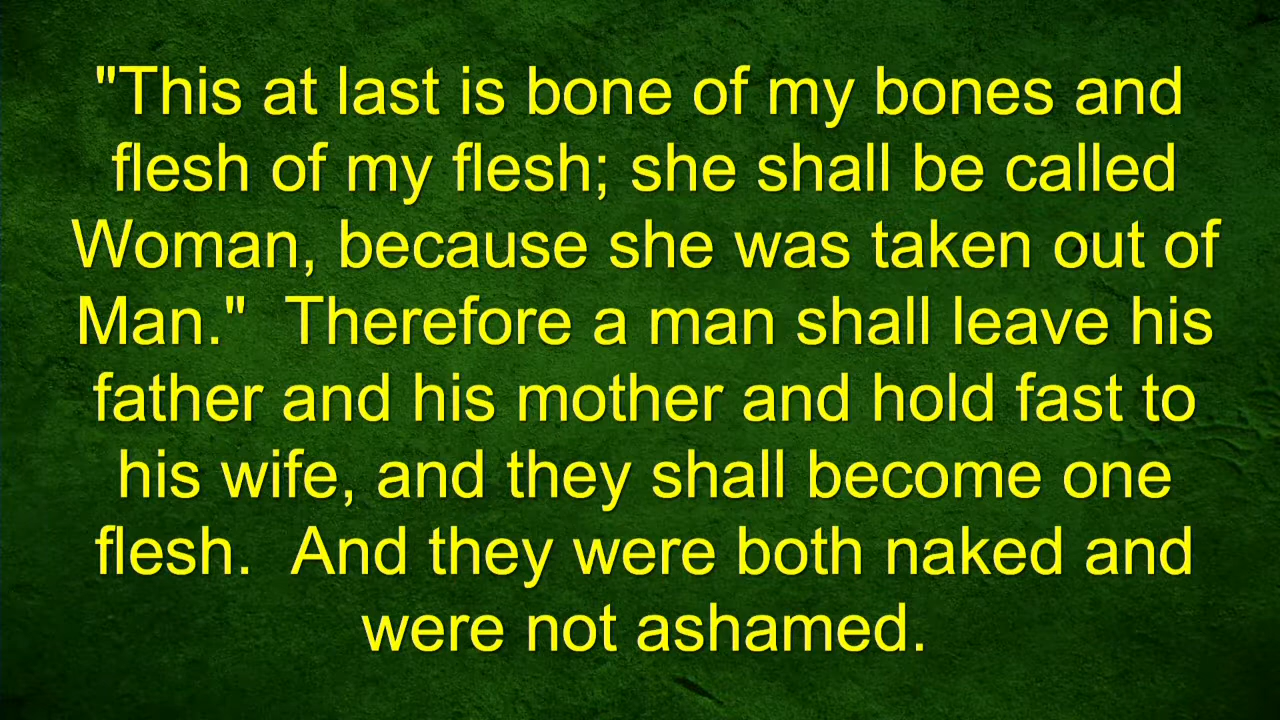 "This at last is bone of my bones and
flesh of my flesh; she shall be called
Woman, because she was taken out of
Man."  Therefore a man shall leave his
father and his mother and hold fast to
his wife, and they shall become one
flesh.  And they were both naked and
were not ashamed.